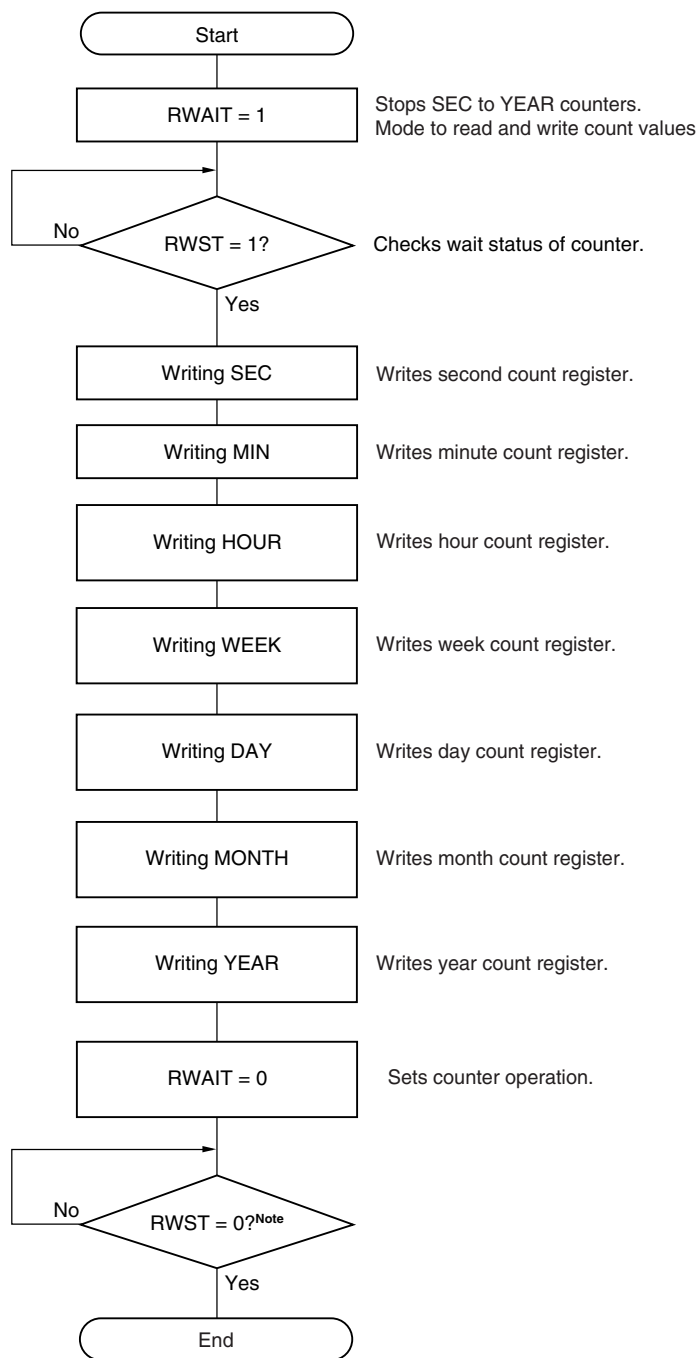 Start
RWAIT = 1
Stops SEC to YEAR counters.
Mode to read and write count values
No
RWST = 1?
Checks wait status of counter.
Yes
Writing SEC
Writes second count register.
Writing MIN
Writes minute count register.
Writing HOUR
Writes hour count register.
Writing WEEK
Writes week count register.
Writing DAY
Writes day count register.
Writing MONTH
Writes month count register.
Writing YEAR
Writes year count register.
RWAIT = 0
Sets counter operation.
No
RWST = 0?Note
Yes
End